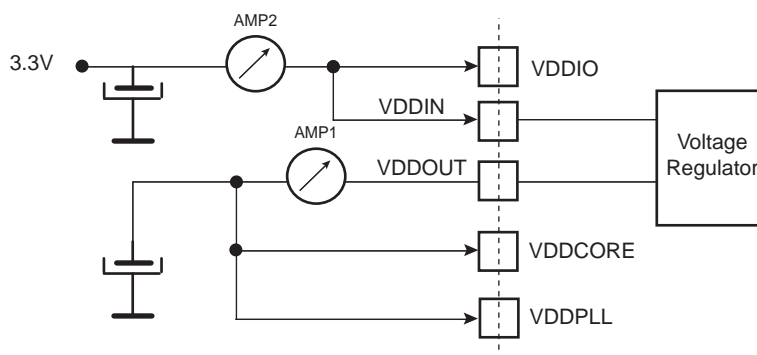 AMP2
3.3V
VDDIO
VDDIN
Voltage
Regulator
AMP1
VDDOUT
VDDCORE
VDDPLL